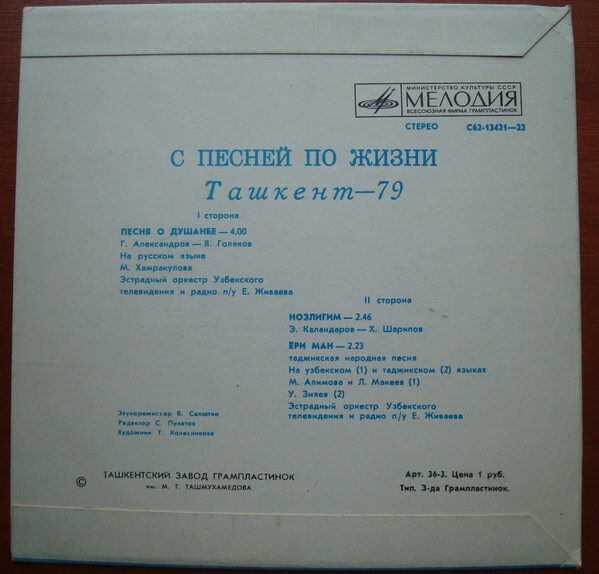 МИНИСТЕРСТВО КУЛЬТУРЫ СССР
МЕЛОДИЯ
ВСЕСОЮЗНАЯ ФИРМА ГРАМПЛАСТИНОК
СТЕРЕО С62-13421—22
С ПЕСНЕЙ ПО ЖИЗНИ
Ташкент—79
I сторона
ПЕСНЯ О ДУШАНБЕ — 4.00
Г. Александров — Я. Голяков
На русском языке
М. Хамракулова
Эстрадный оркестр Узбекского
телевидения и радио п/у Е. Живаева
II сторона
НОЗЛИГИМ — 2.46
Э. Каландаров — Х. Шарипов
ЁРИ МАН — 2.23
таджикская народная песня
На узбекском (1) и таджикском (2) языках
М. Алимова и Л. Макеев (1)
У. Зияев (2)
Эстрадный оркестр Узбекского
телевидения и радио п/у Е. Живаева
Звукорежиссер В. Салютин
Редактор С. Пулатов
Художник Т. Колесникова
© ТАШКЕНТСКИЙ ЗАВОД ГРАМПЛАСТИНОК
им. М. Т. ТАШМУХАМЕДОВА
Арт. 36-3. Цена 1 руб.
Тип. З-да Грампластинок.